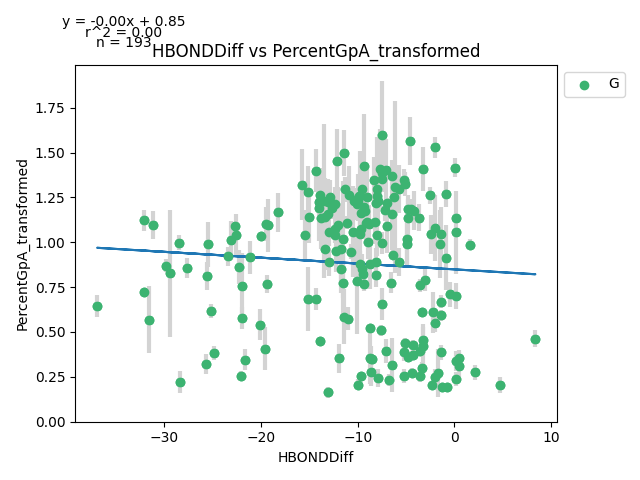 y = -0.00x + 0.85
r^2 = 0.00
n = 193
HBONDDiff vs PercentGpA_transformed
G
PercentGpA_transformed
1.75
1.50
1.25
1.00
0.75
0.50
0.25
0.00
−30
−20
−10
0
10
HBONDDiff